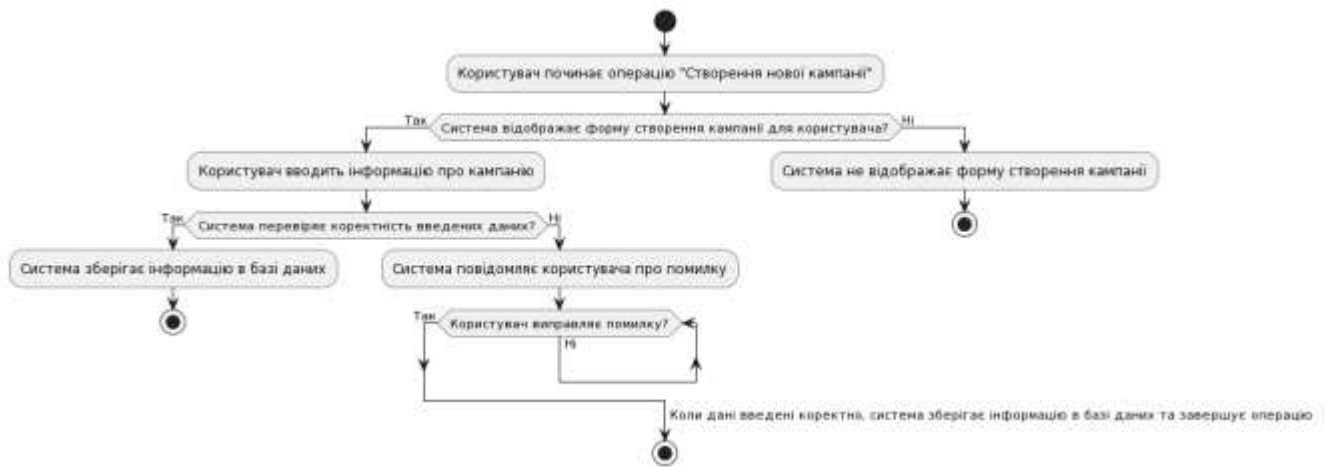 Користувач починає операцію "Створення нової кампанії"
Так
Система відображає форму створення кампанії для користувача?
Ні
Користувач вводить інформацію про кампанію
Система не відображає форму створення кампанії
Так
Система перевіряє коректність введених даних?
Ні
Система зберігає інформацію в базі даних
Система повідомляє користувача про помилку
Так
Користувач виправляє помилку?
Ні
Коли дані введені коректно, система зберігає інформацію в базі даних та завершує операцію